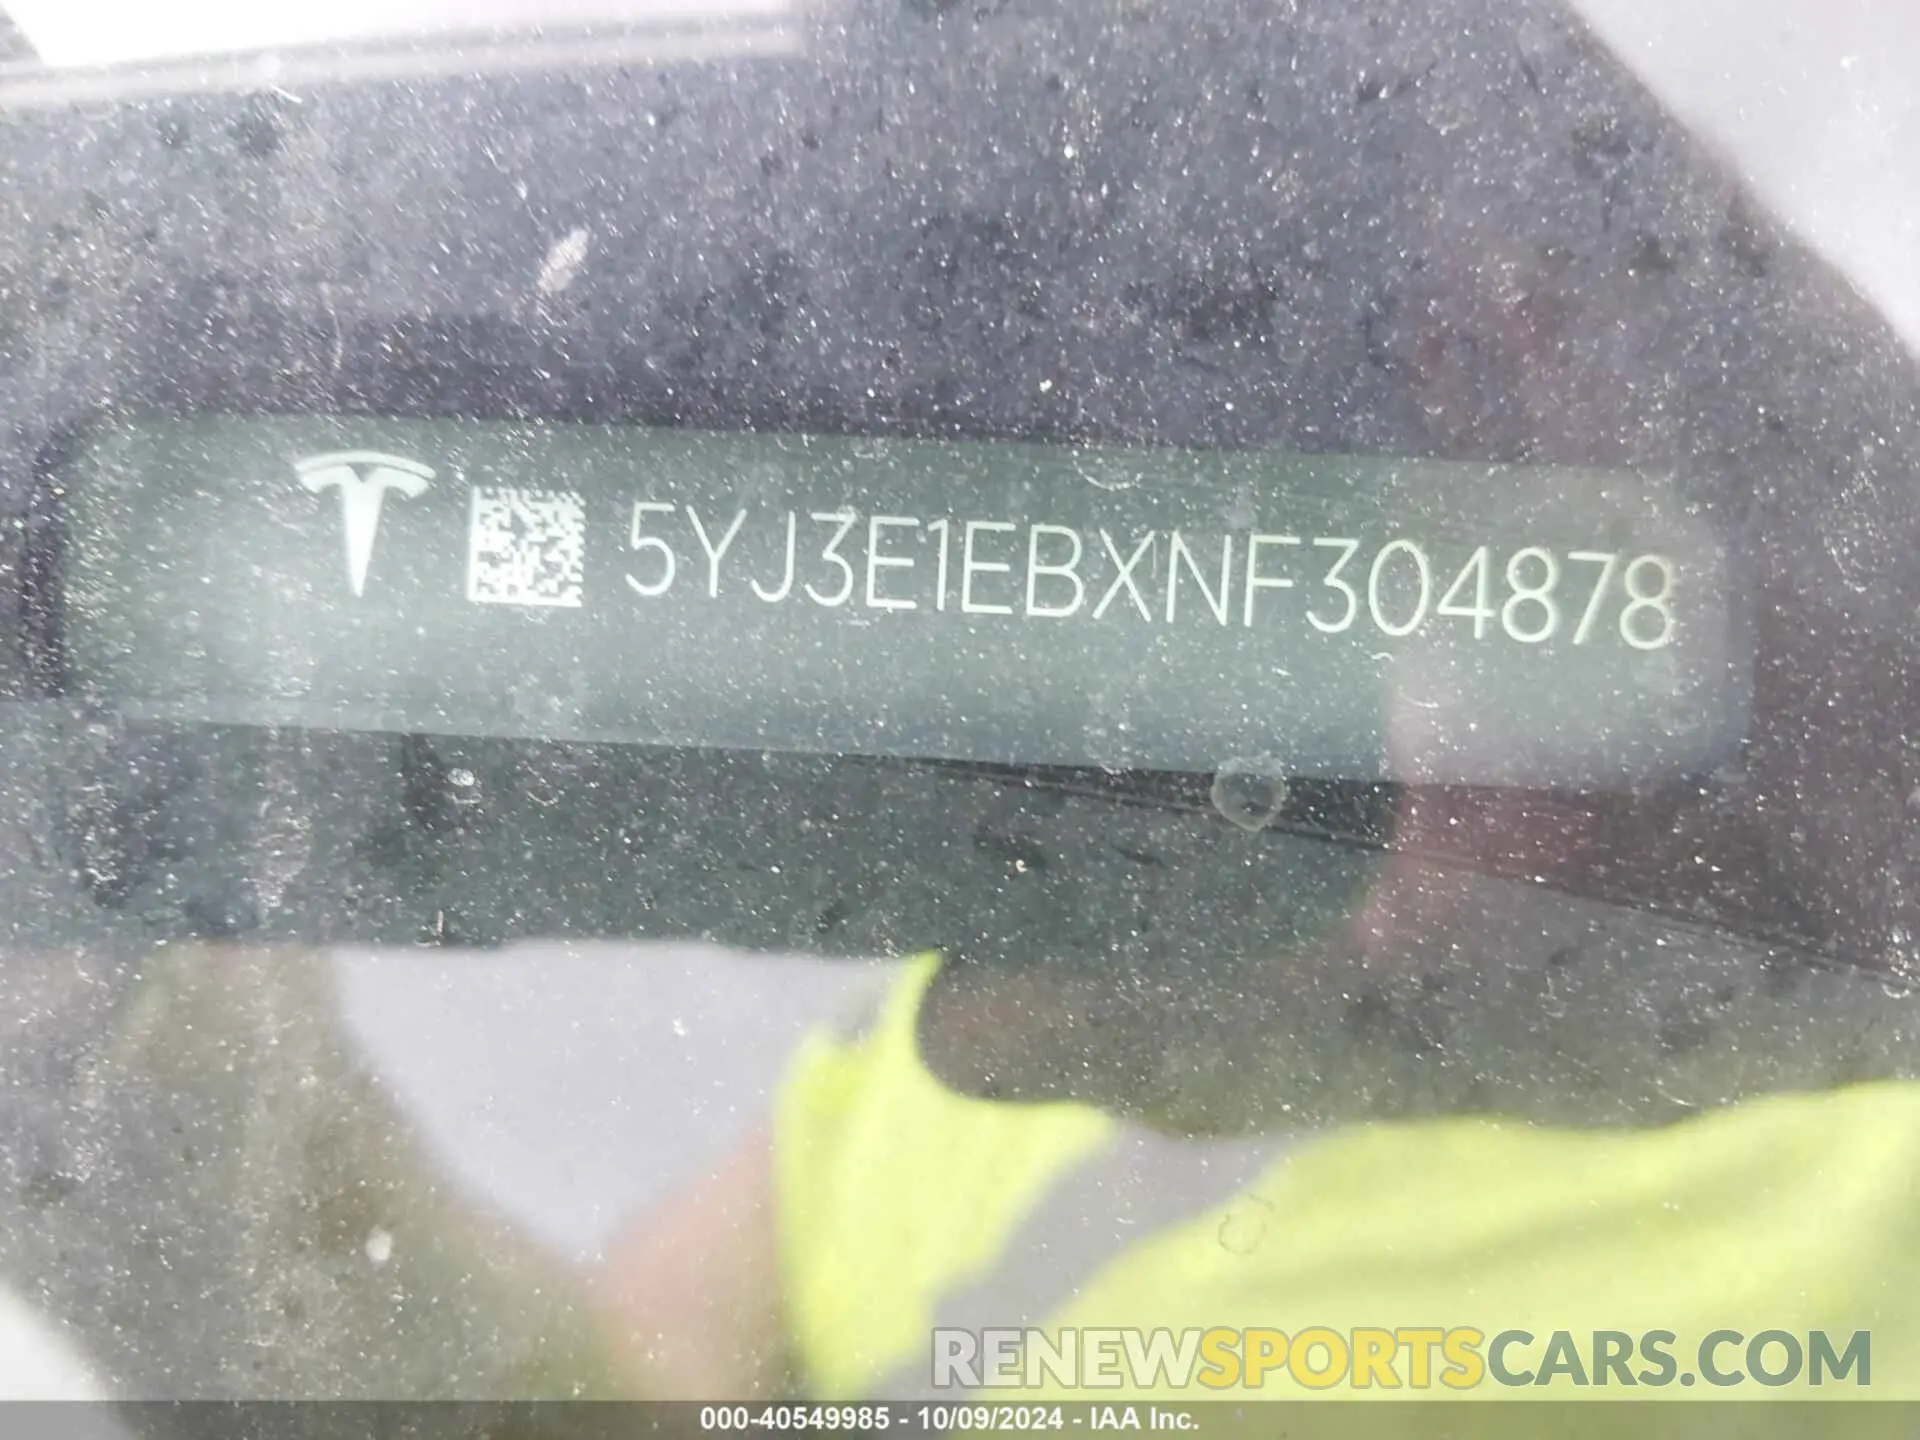 5YJ3E1EBXNF304878
RENEWSPORTSCARS.COM
000-40549985 - 10/09/2024 - IAA Inc.